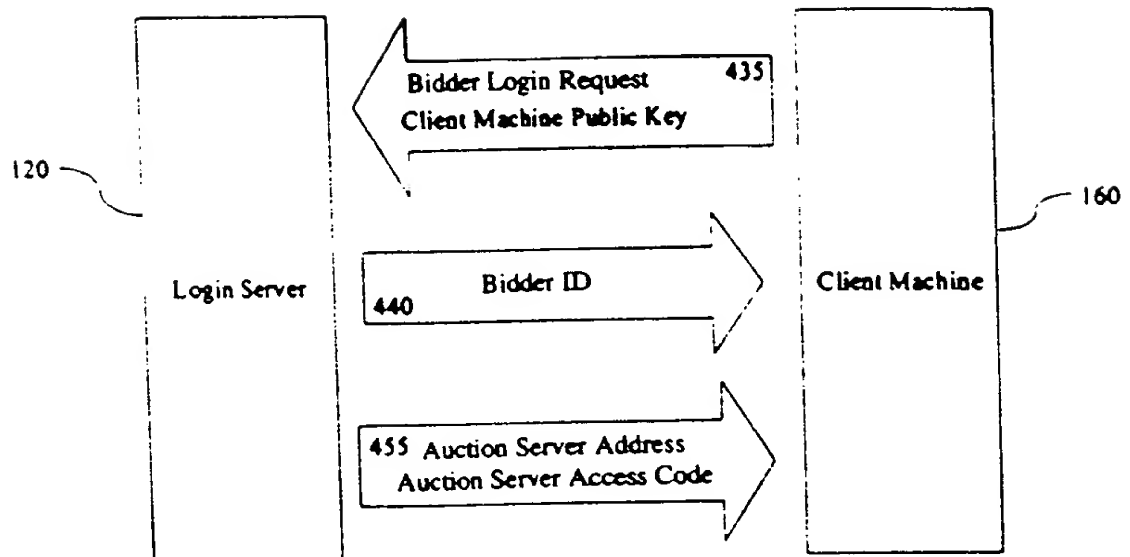 435
Bidder Login Request
Client Machine Public Key
120
160
Login Server
Bidder ID
440
Client Machine
455 Auction Server Address
Auction Server Access Code